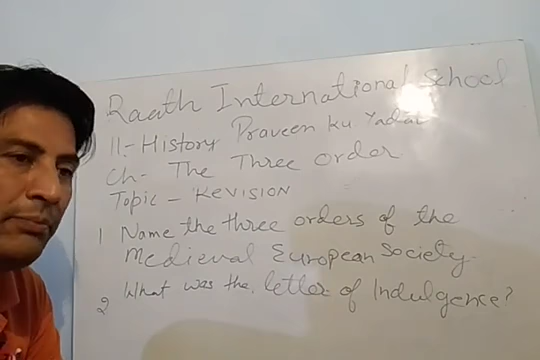 Raath International School
11 - History Praveen Ku Yadav
Ch - The Three order
Topic - REVISION
1 Name the three orders of the
Medieval European Society.
2 What was the letter of Indulgence?